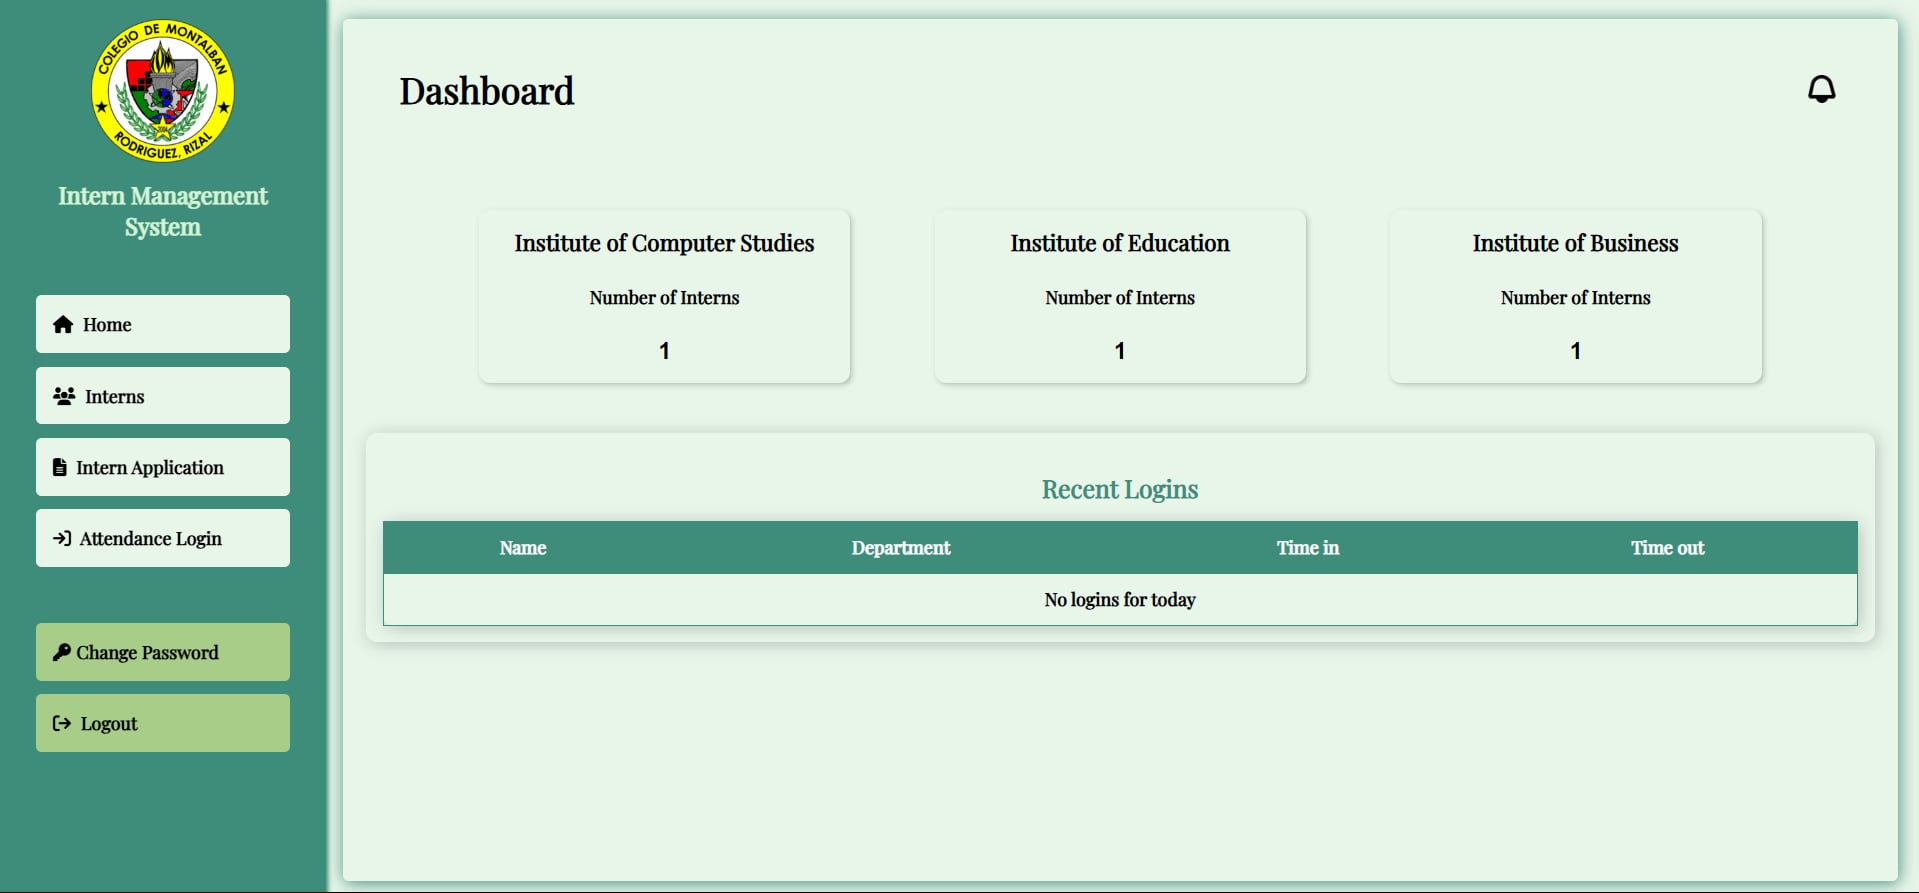 COLEGIO DE MONTALBAN
2004
RODRIGUEZ, RIZAL
Intern Management
System
Home
Interns
Intern Application
Attendance Login
Change Password
Logout
Dashboard
Institute of Computer Studies
Number of Interns
1
Institute of Education
Number of Interns
1
Institute of Business
Number of Interns
1
Recent Logins
Name Department Time in Time out
No logins for today